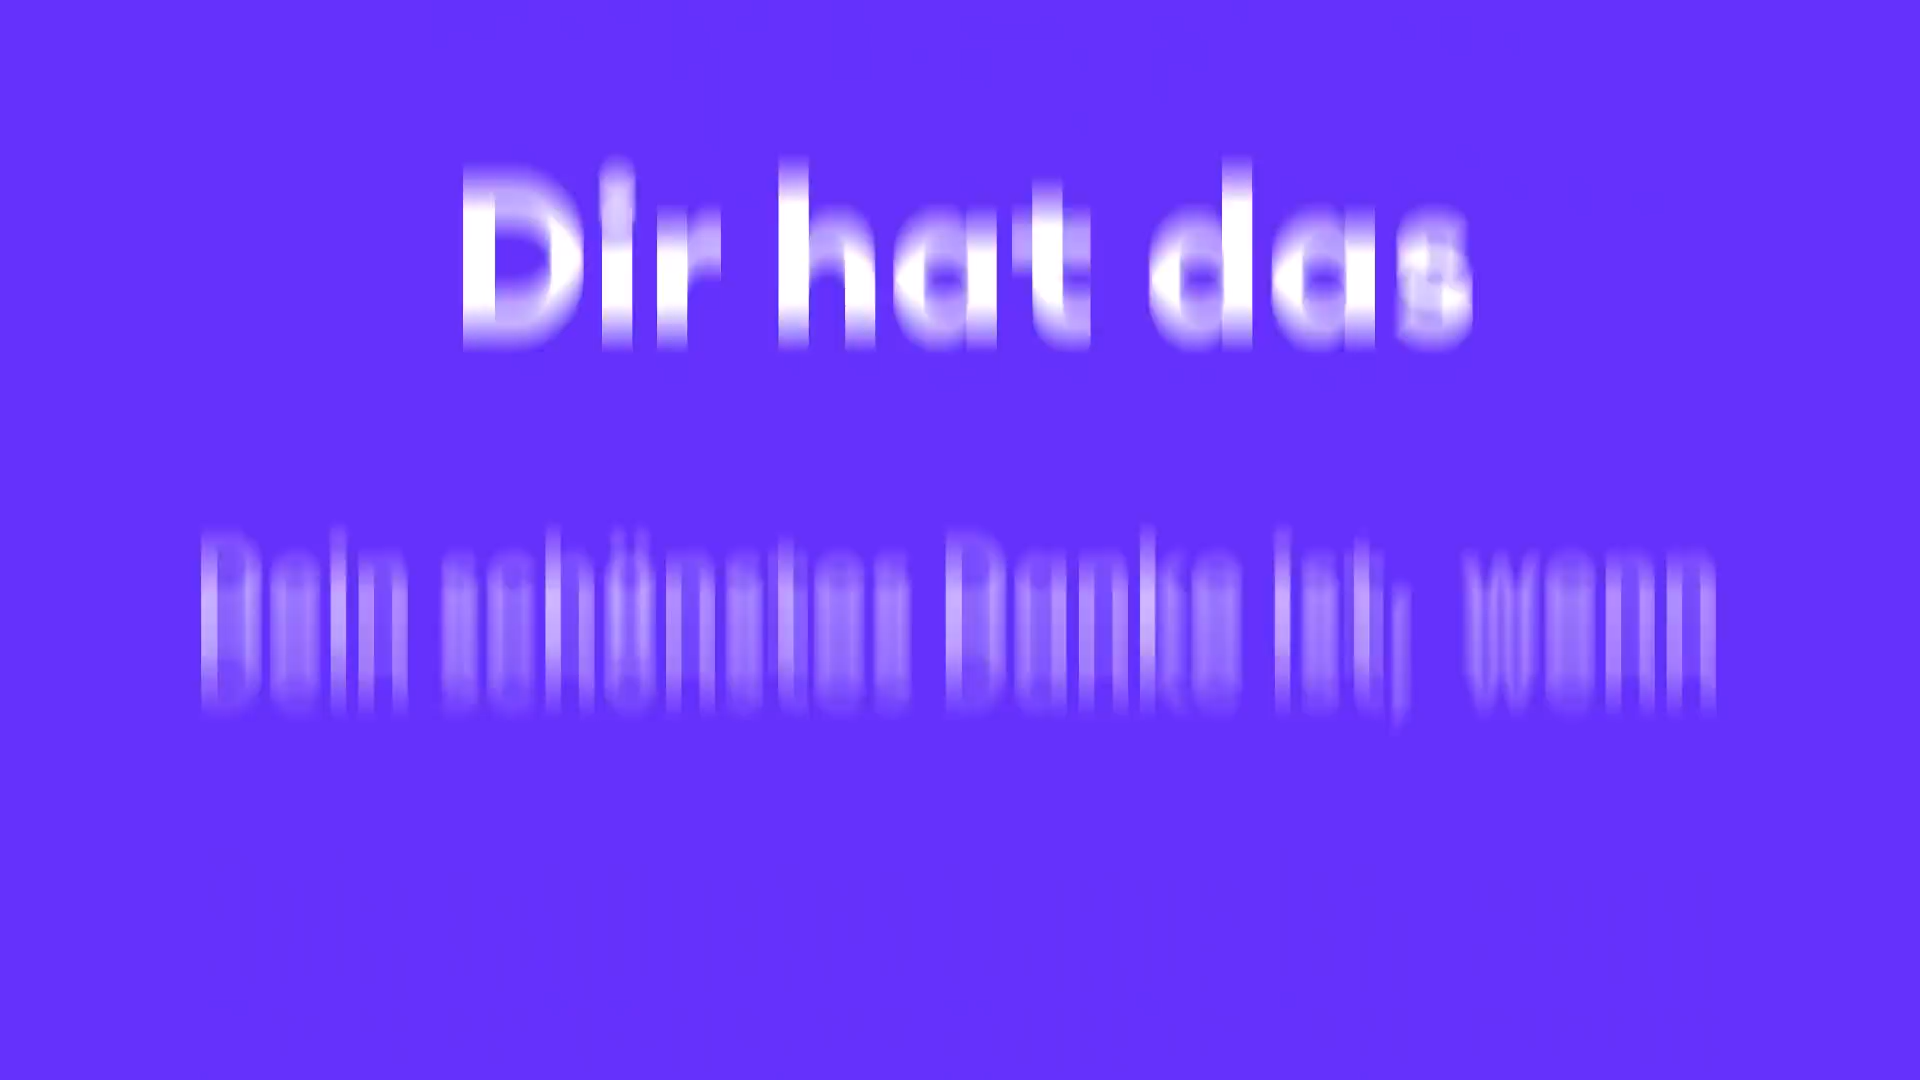 Dir hat das
Dein schönstes Danke ist, wenn